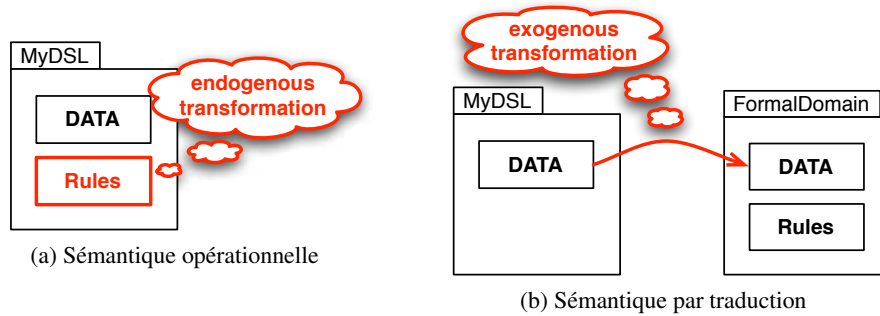 MyDSL
DATA
Rules
endogenous
transformation
(a) Sémantique opérationnelle
exogenous
transformation
MyDSL
DATA
FormalDomain
DATA
Rules
(b) Sémantique par traduction